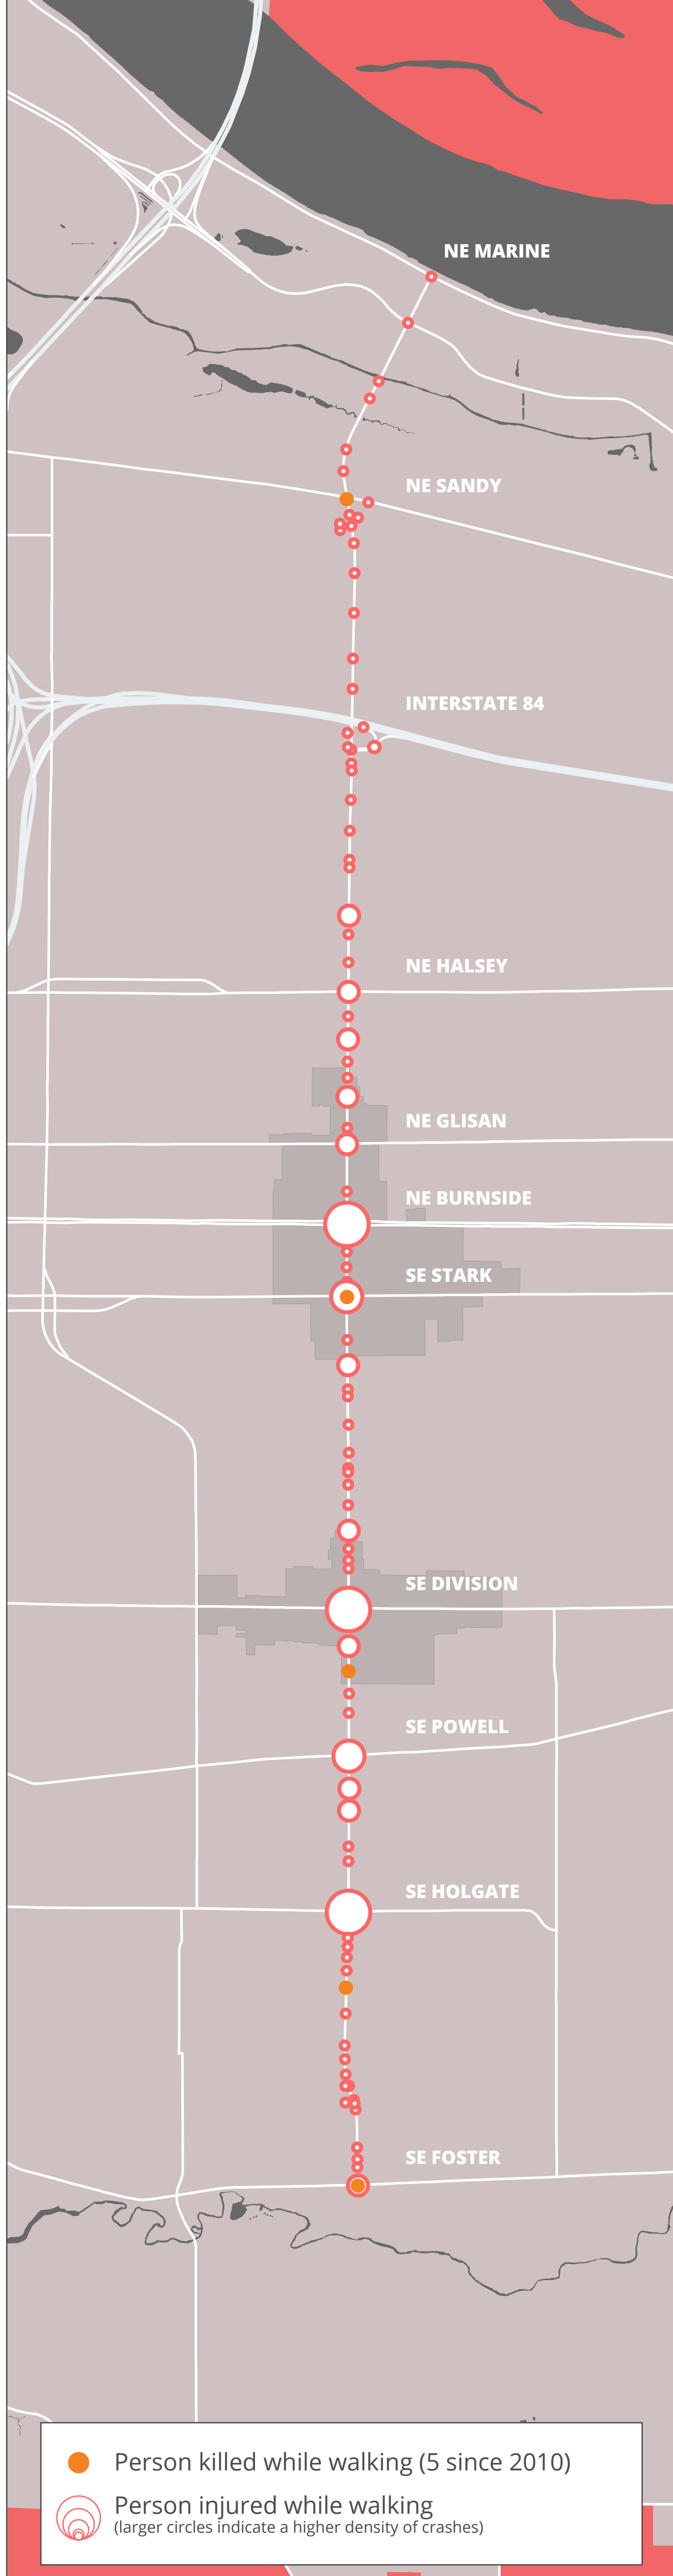 NE MARINE
NE SANDY
INTERSTATE 84
NE HALSEY
NE GLISAN
NE BURNSIDE
SE STARK
SE DIVISION
SE POWELL
SE HOLGATE
SE FOSTER
Person killed while walking (5 since 2010)
Person injured while walking
(larger circles indicate a higher density of crashes)